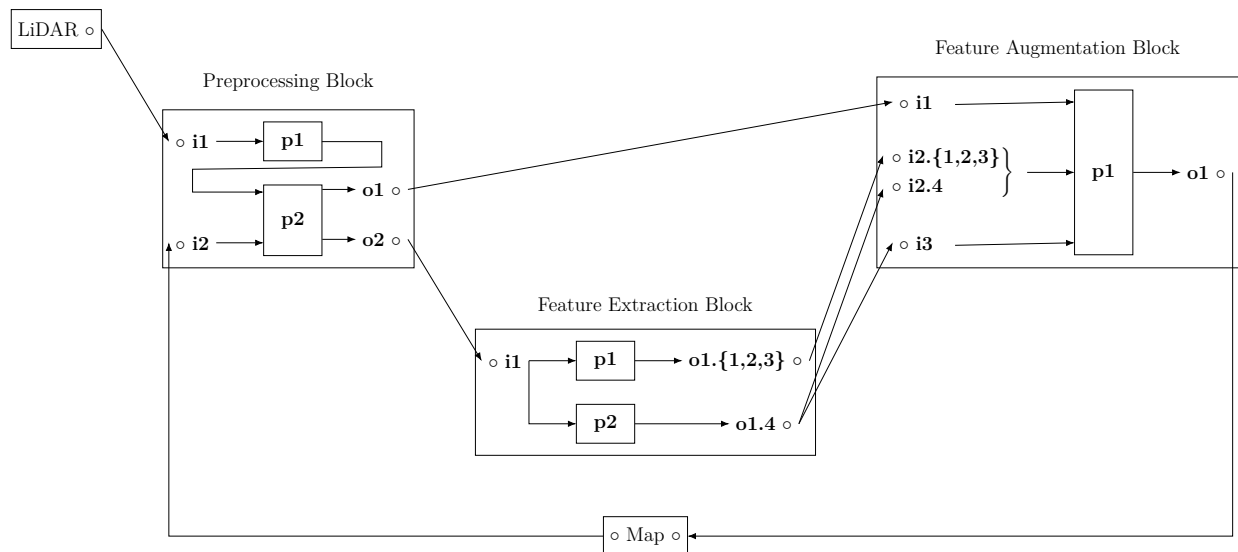 LiDAR
Preprocessing Block
i1
p1
p2
o1
i2
o2
Feature Extraction Block
i1
p1
o1.{1,2,3}
p2
o1.4
Feature Augmentation Block
i1
i2.{1,2,3}
i2.4
p1
o1
i3
Map